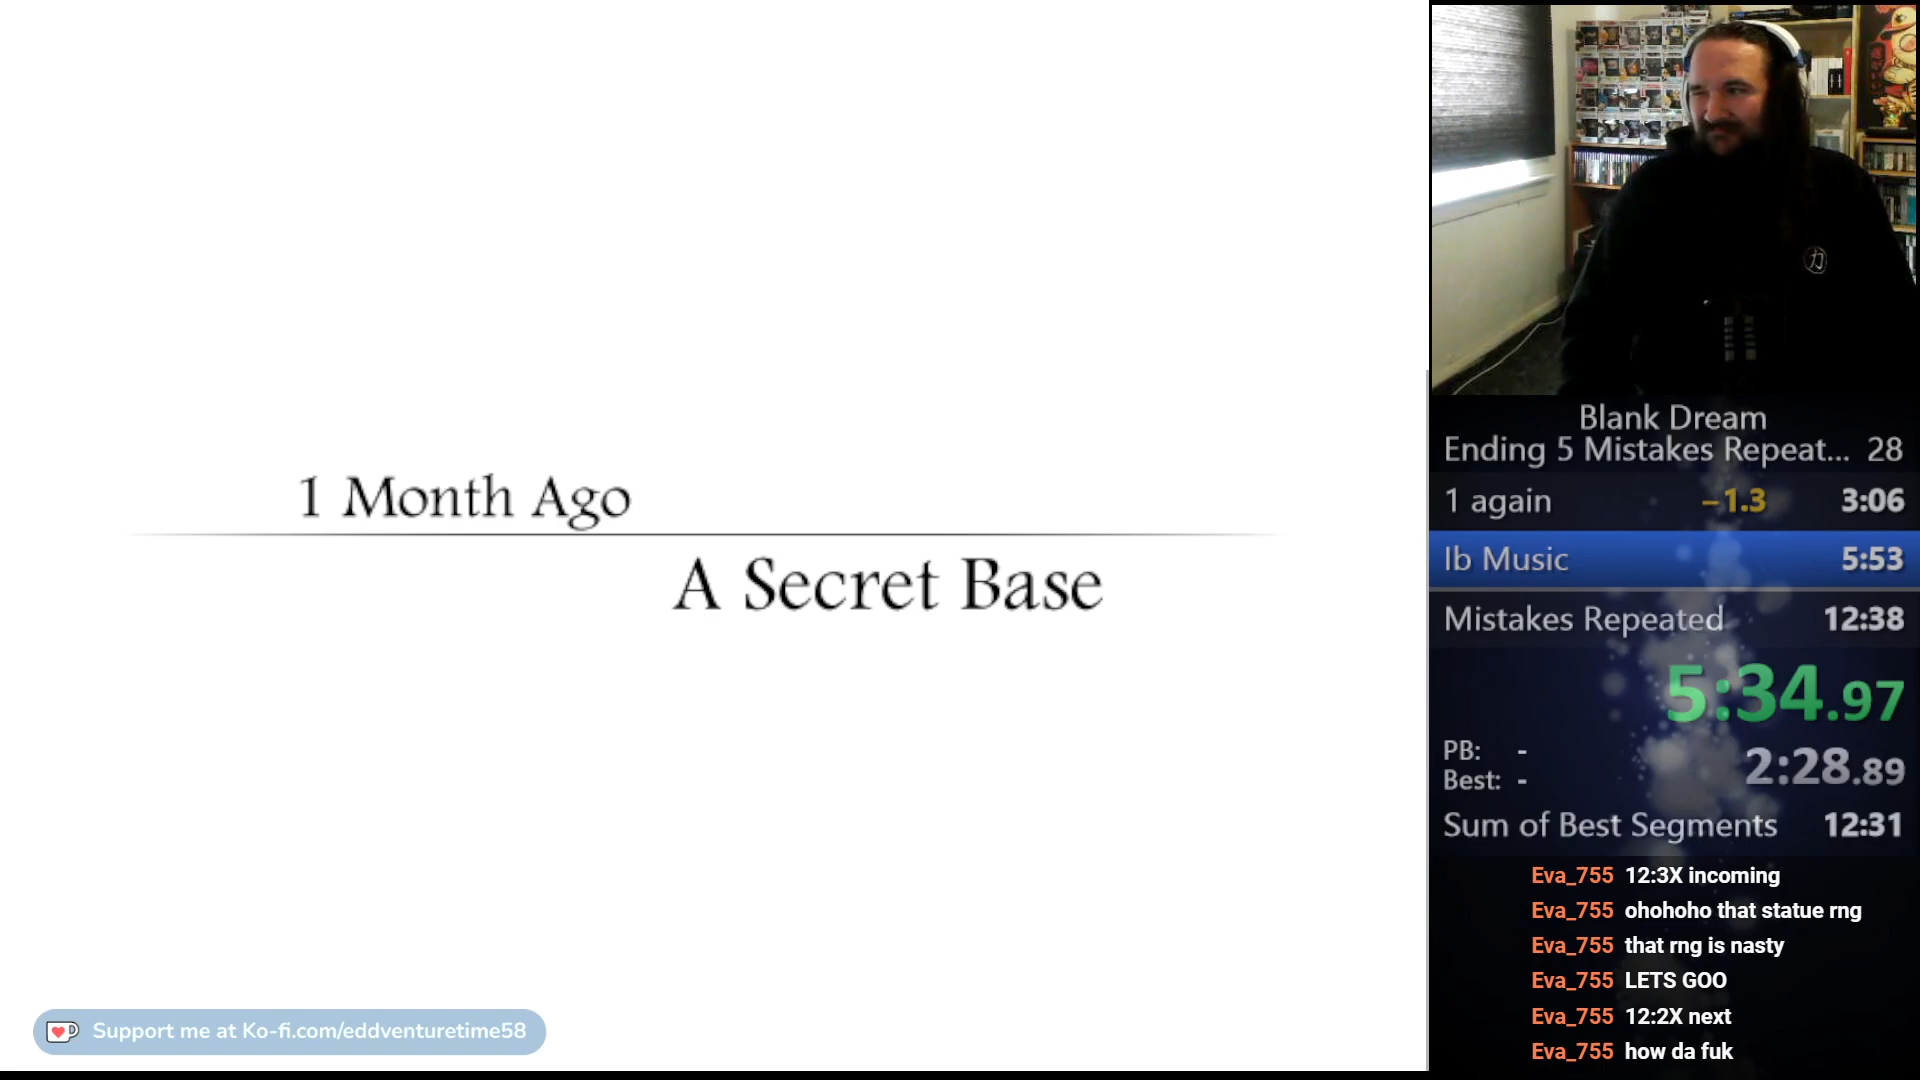 1 Month Ago
A Secret Base
Support me at Ko-fi.com/eddventuretime58
力
Blank Dream
Ending 5 Mistakes Repeat... 28
1 again -1.3 3:06
Ib Music 5:53
Mistakes Repeated 12:38
5:34.97
PB: - 2:28.89
Best: -
Sum of Best Segments 12:31
Eva_755 12:3X incoming
Eva_755 ohohoho that statue rng
Eva_755 that rng is nasty
Eva_755 LETS GOO
Eva_755 12:2X next
Eva_755 how da fuk